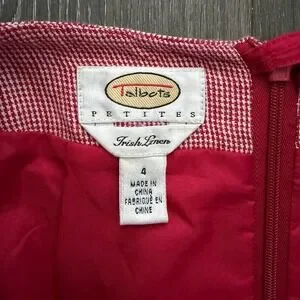 Talbots
PETITES
Irish Linen
4
MADE IN
CHINA
FABRIQUÉ EN
CHINE